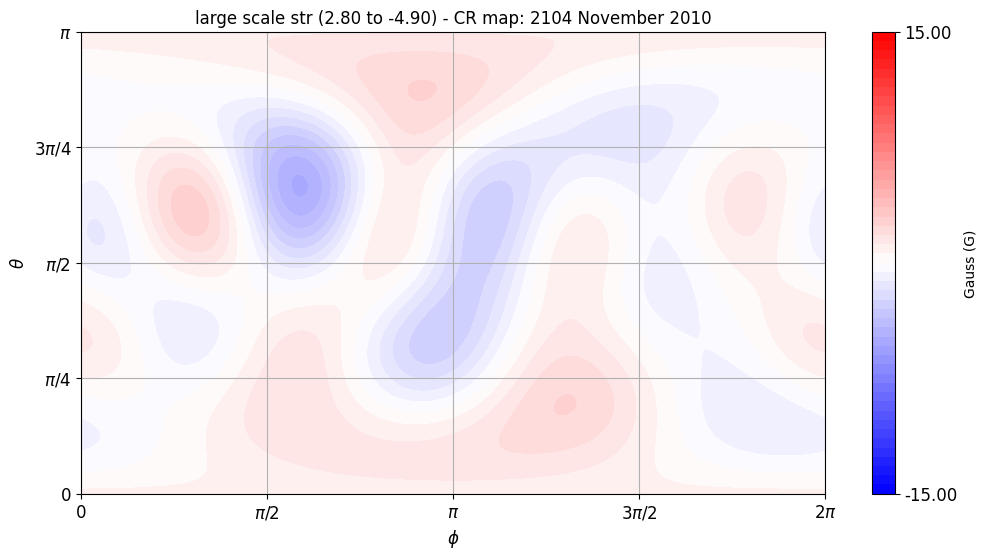 large scale str (2.80 to -4.90) - CR map: 2104 November 2010
π
3π/4
π/2
π/4
0
θ
0
π/2
π
3π/2
2π
ϕ
15.00
-15.00
Gauss (G)